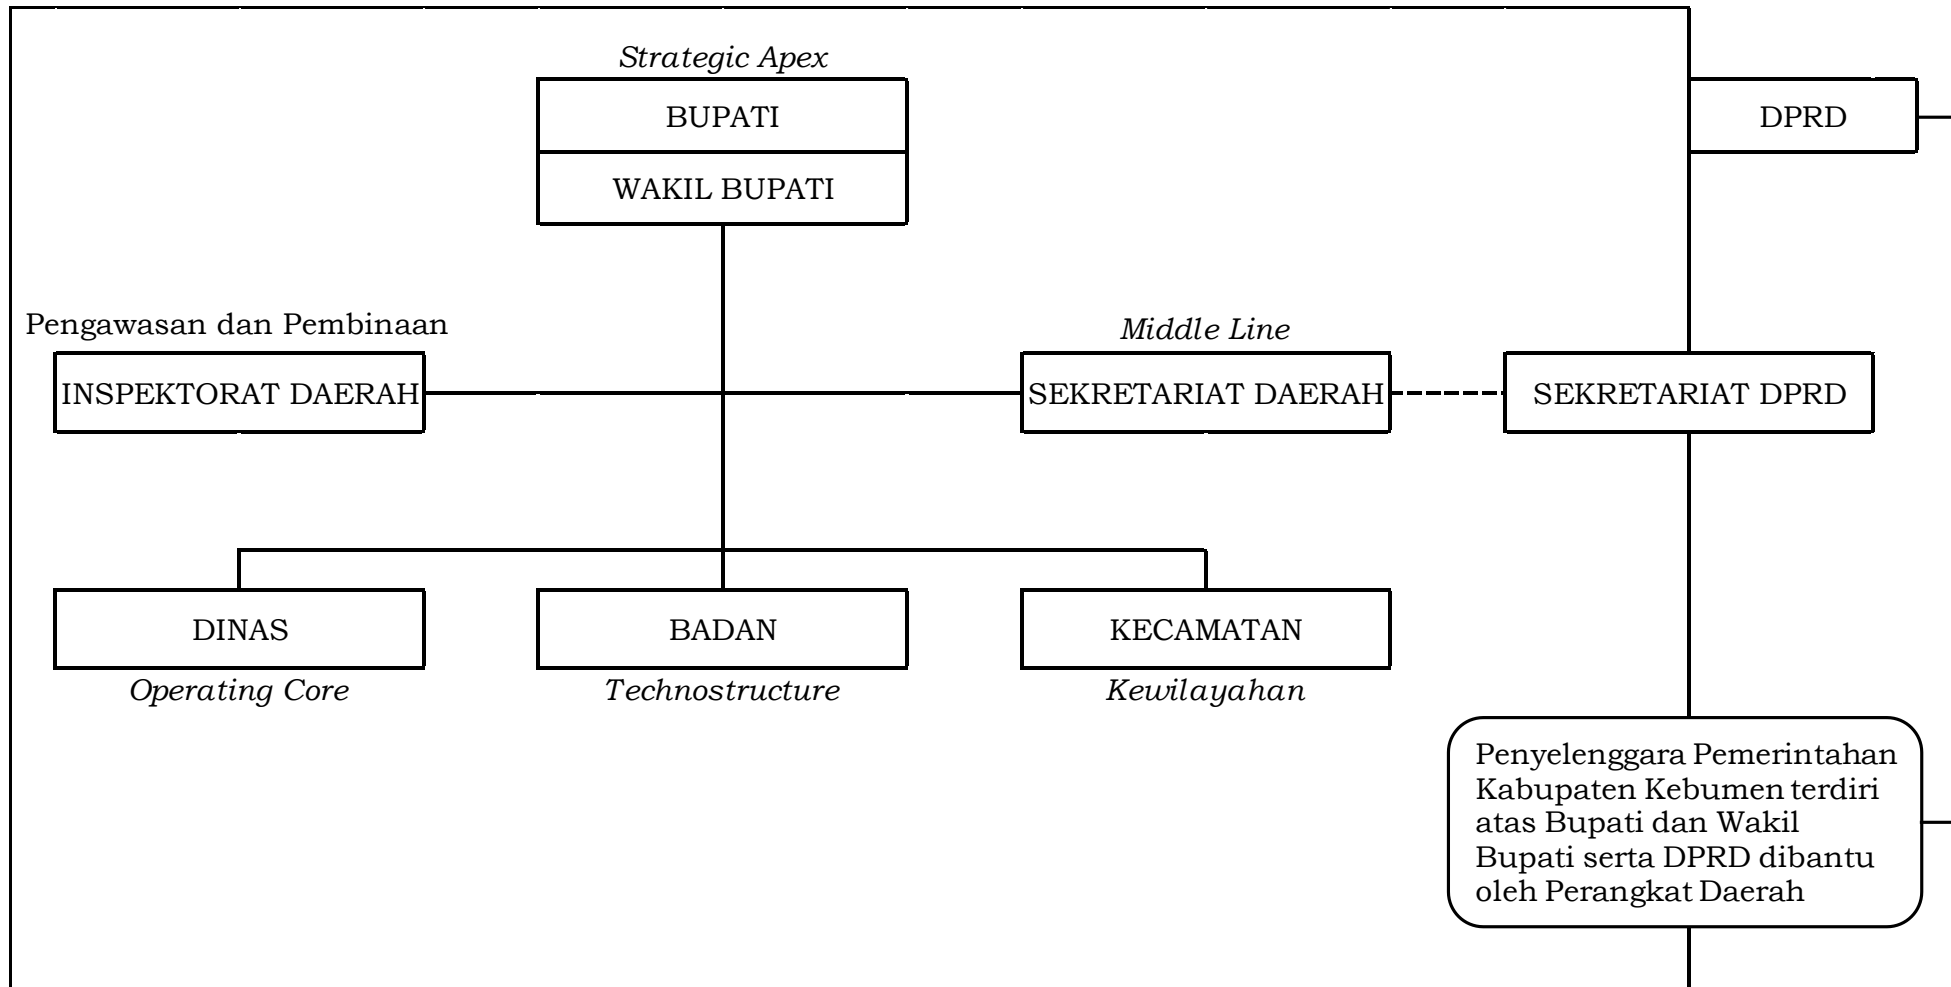 Strategic Apex
BUPATI
DPRD
WAKIL BUPATI
Pengawasan dan Pembinaan
Middle Line
INSPEKTORAT DAERAH
SEKRETARIAT DAERAH
SEKRETARIAT DPRD
DINAS
BADAN
KECAMATAN
Operating Core
Technostructure
Kewilayahan
Penyelenggara Pemerintahan
Kabupaten Kebumen terdiri
atas Bupati dan Wakil
Bupati serta DPRD dibantu
oleh Perangkat Daerah